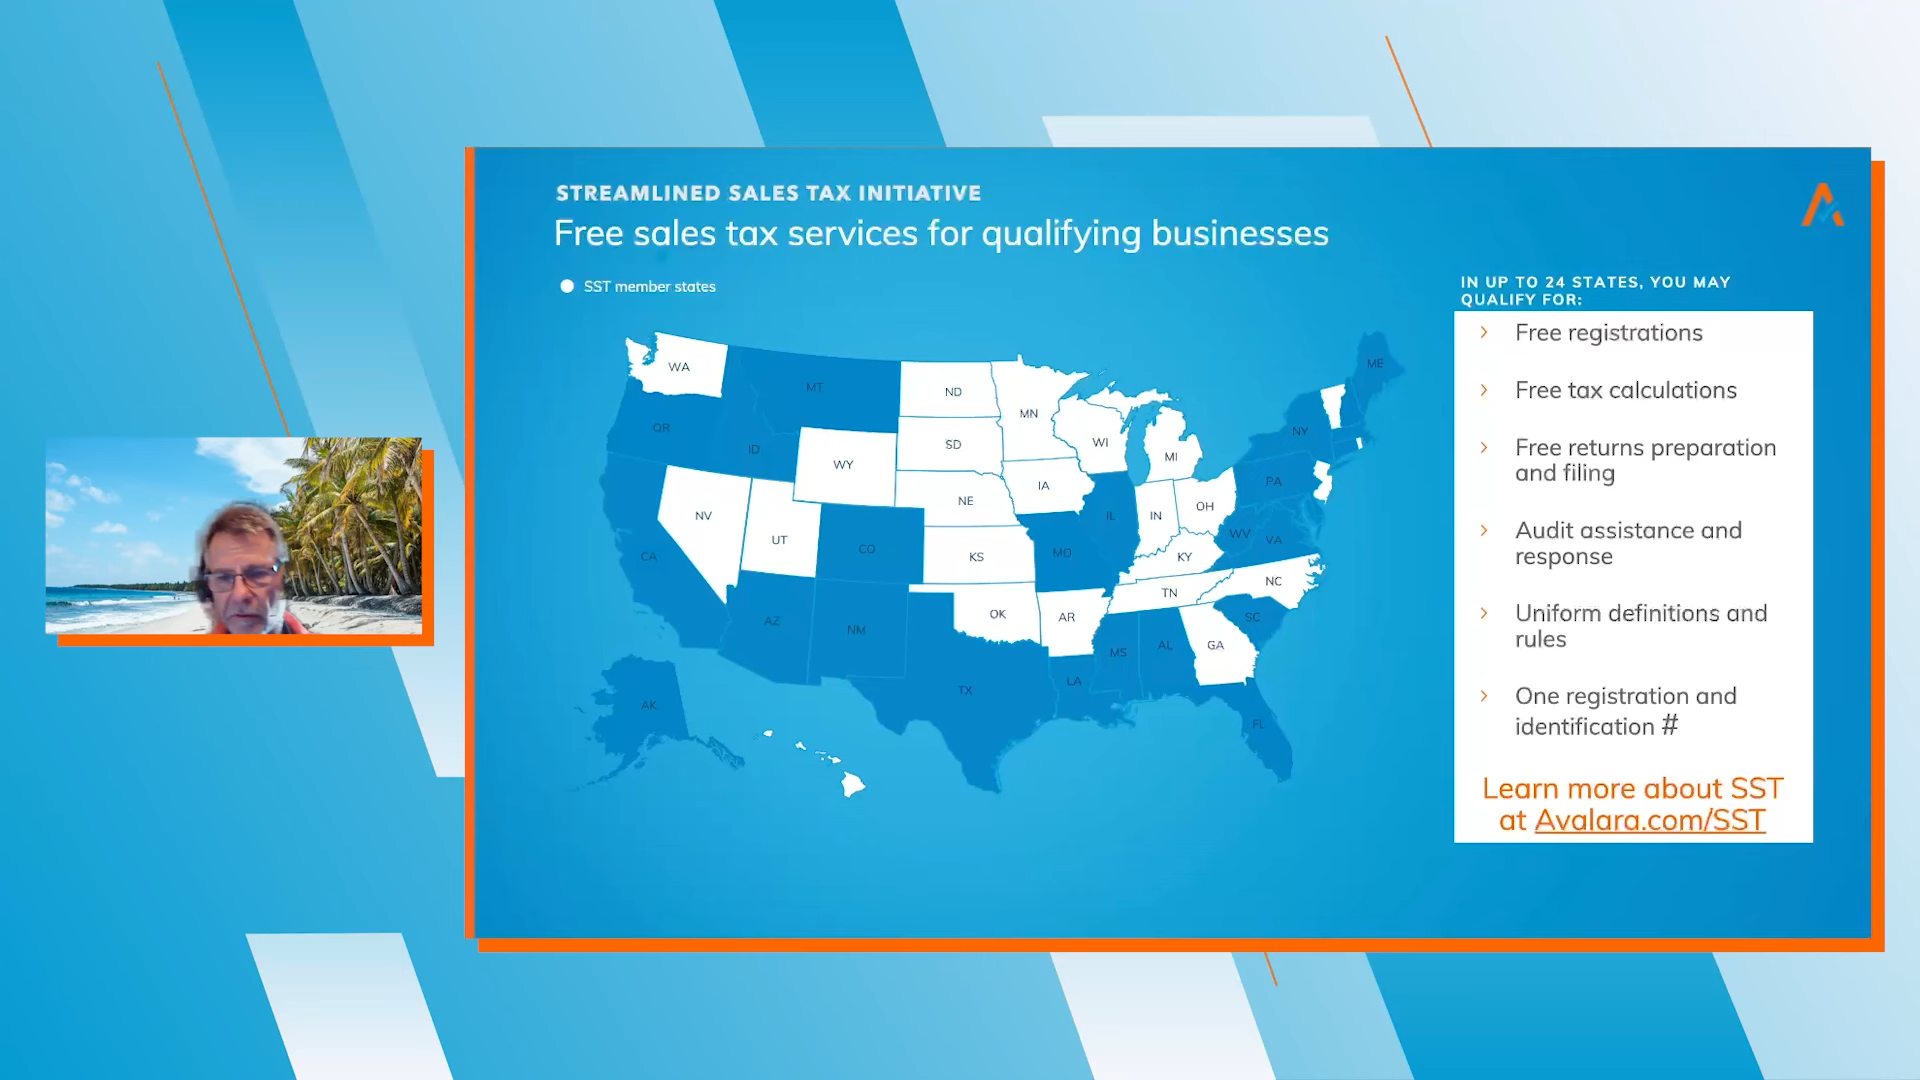 STREAMLINED SALES TAX INITIATIVE
Free sales tax services for qualifying businesses
SST member states
IN UP TO 24 STATES, YOU MAY
QUALIFY FOR:
› Free registrations
› Free tax calculations
› Free returns preparation
and filing
› Audit assistance and
response
› Uniform definitions and
rules
› One registration and
identification #
Learn more about SST
at Avalara.com/SST
WA
MT
ND
MN
ME
OR
ID
WY
SD
WI
MI
NY
NV
UT
CO
NE
IA
IL
IN
OH
PA
CA
KS
MO
KY
WV
VA
AZ
NM
OK
AR
TN
NC
SC
TX
LA
MS
AL
GA
FL
AK